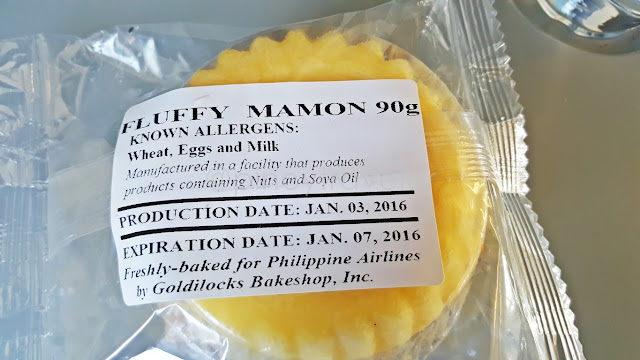 FLUFFY MAMON 90g
KNOWN ALLERGENS:
Wheat, Eggs and Milk
Manufactured in a facility that produces
products containing Nuts and Soya Oil
PRODUCTION DATE: JAN. 03, 2016
EXPIRATION DATE: JAN. 07, 2016
Freshly-baked for Philippine Airlines
by Goldilocks Bakeshop, Inc.